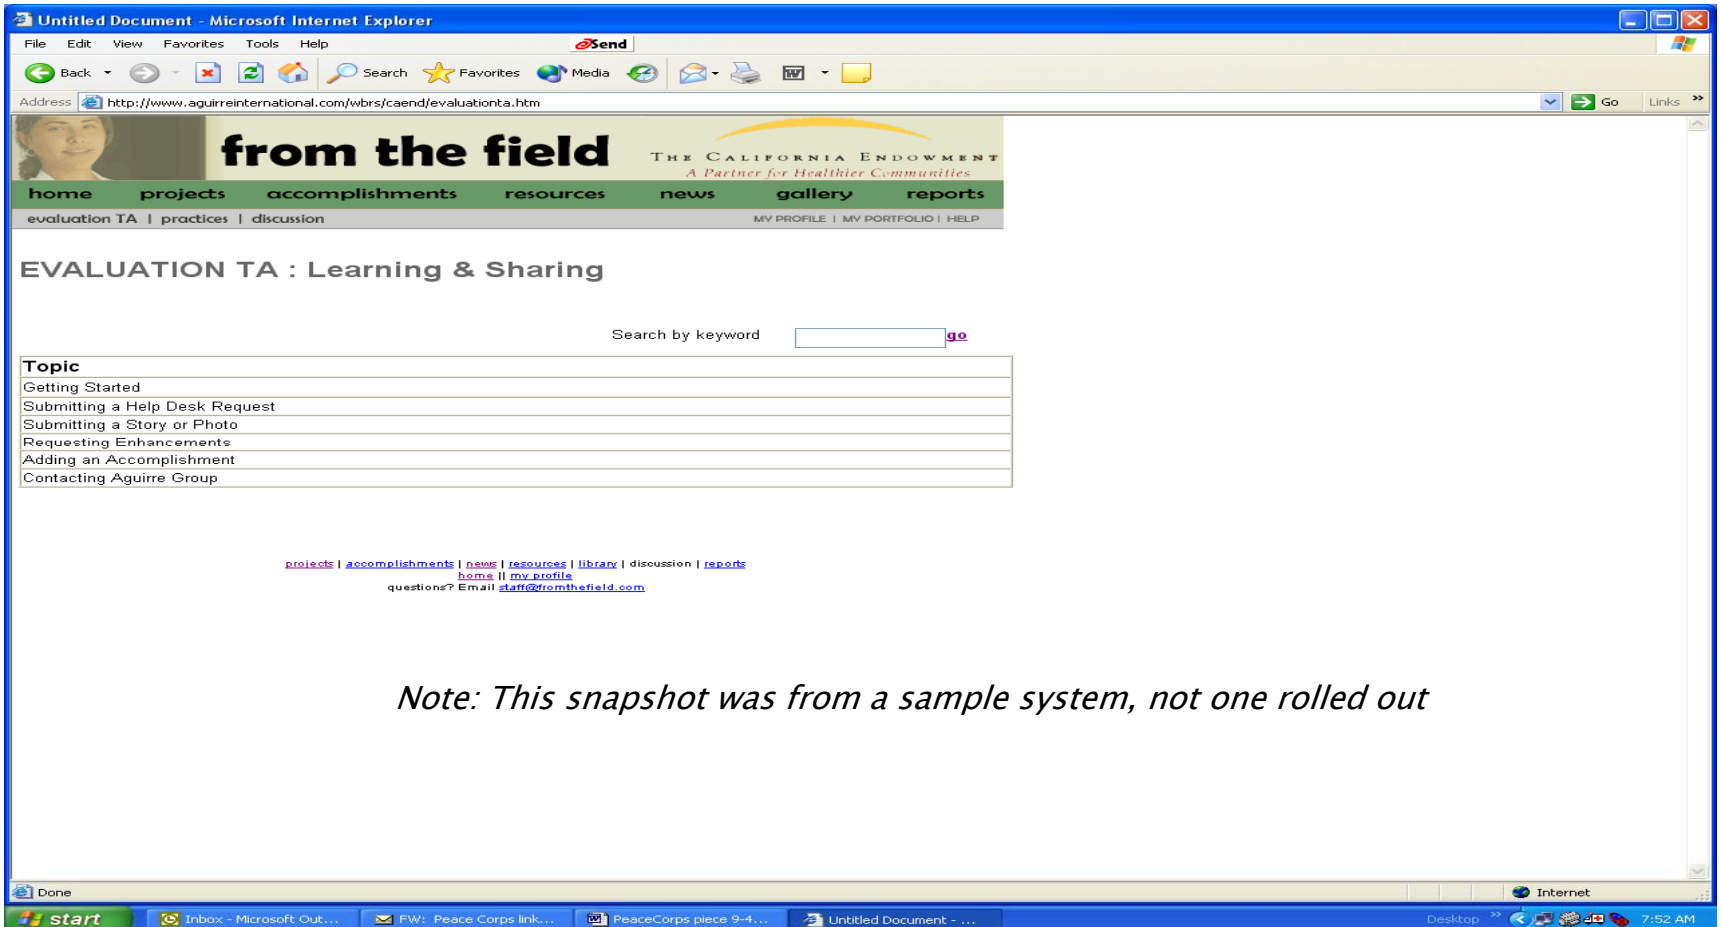 Untitled Document - Microsoft Internet Explorer
File Edit View Favorites Tools Help Send
Back Search Favorites Media
Address http://www.aguirreinternational.com/wbrs/caend/evaluationta.htm Go Links »
from the field THE CALIFORNIA ENDOWMENT
A Partner for Healthier Communities
home projects accomplishments resources news gallery reports
evaluation TA | practices | discussion MY PROFILE | MY PORTFOLIO | HELP
EVALUATION TA : Learning & Sharing
Search by keyword go
Topic
Getting Started
Submitting a Help Desk Request
Submitting a Story or Photo
Requesting Enhancements
Adding an Accomplishment
Contacting Aguirre Group
projects | accomplishments | news | resources | library | discussion | reports
home || my profile
questions? Email staff@fromthefield.com
Note: This snapshot was from a sample system, not one rolled out
Done Internet
start Inbox - Microsoft Out... FW: Peace Corps link... PeaceCorps piece 9-4... Untitled Document - ... Desktop » 7:52 AM